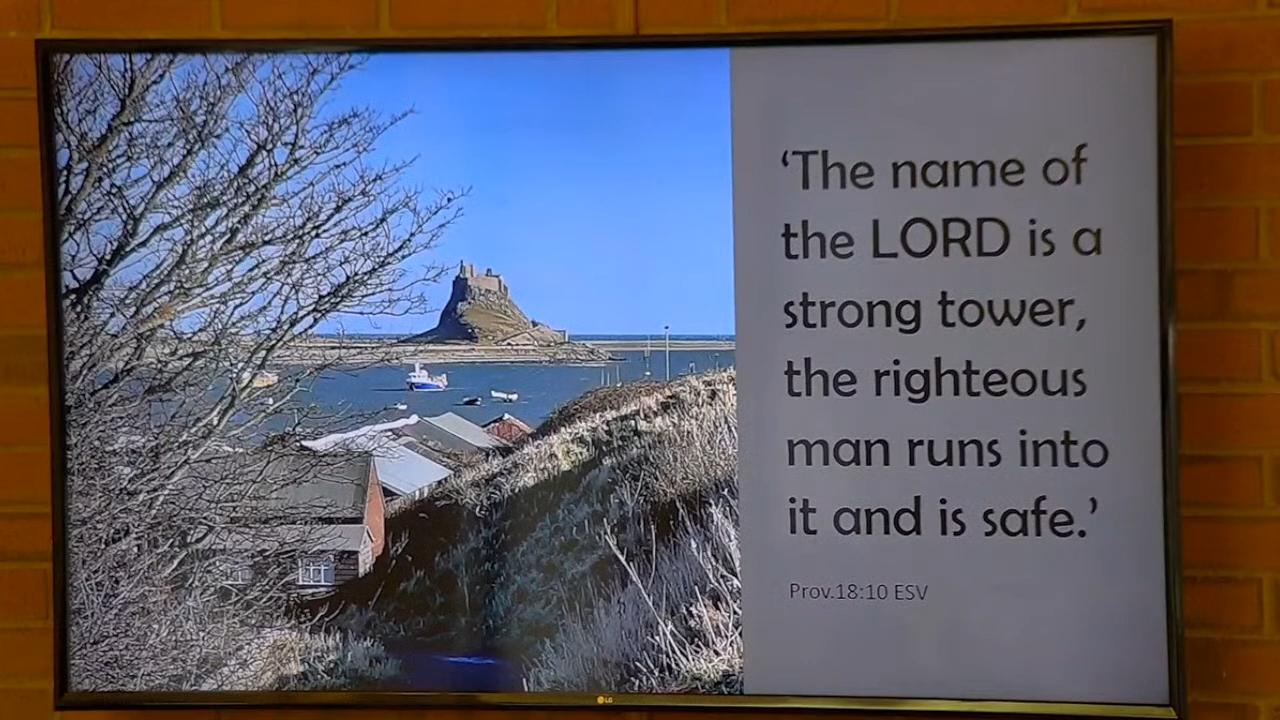 ‘The name of
the LORD is a
strong tower,
the righteous
man runs into
it and is safe.’
Prov.18:10 ESV
LG